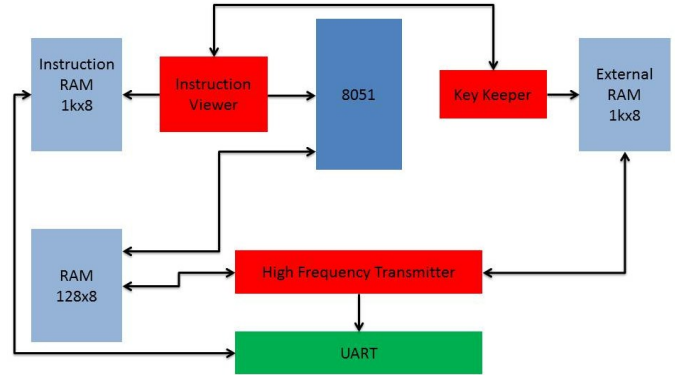 Instruction
RAM
1kx8
Instruction
Viewer
8051
Key Keeper
External
RAM
1kx8
RAM
128x8
High Frequency Transmitter
UART